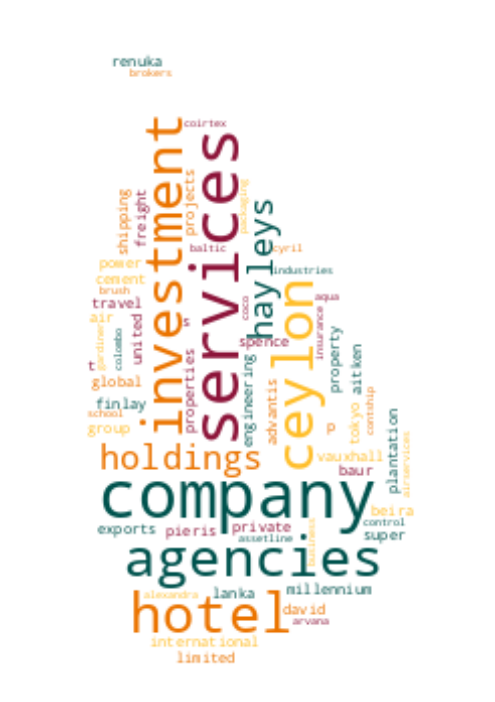 renuka
brokers
coirtex
investment
services
shipping
freight
projects
packaging
hayleys
baltic
cyril
power
industries
cement
brush
travel
coco
aqua
air
united
s
ceylon
gardiner
colombo
insurance
spence
property
r
properties
engineering
aitken
global
advantis
finlay
school
group
p
tokyo
contship
plantation
airservices
holdings
vauxhall
baur
company
beira
exports
pieris
private
control
assetline
business
super
agencies
alexandra
lanka
millennium
hotel
david
arvana
international
limited